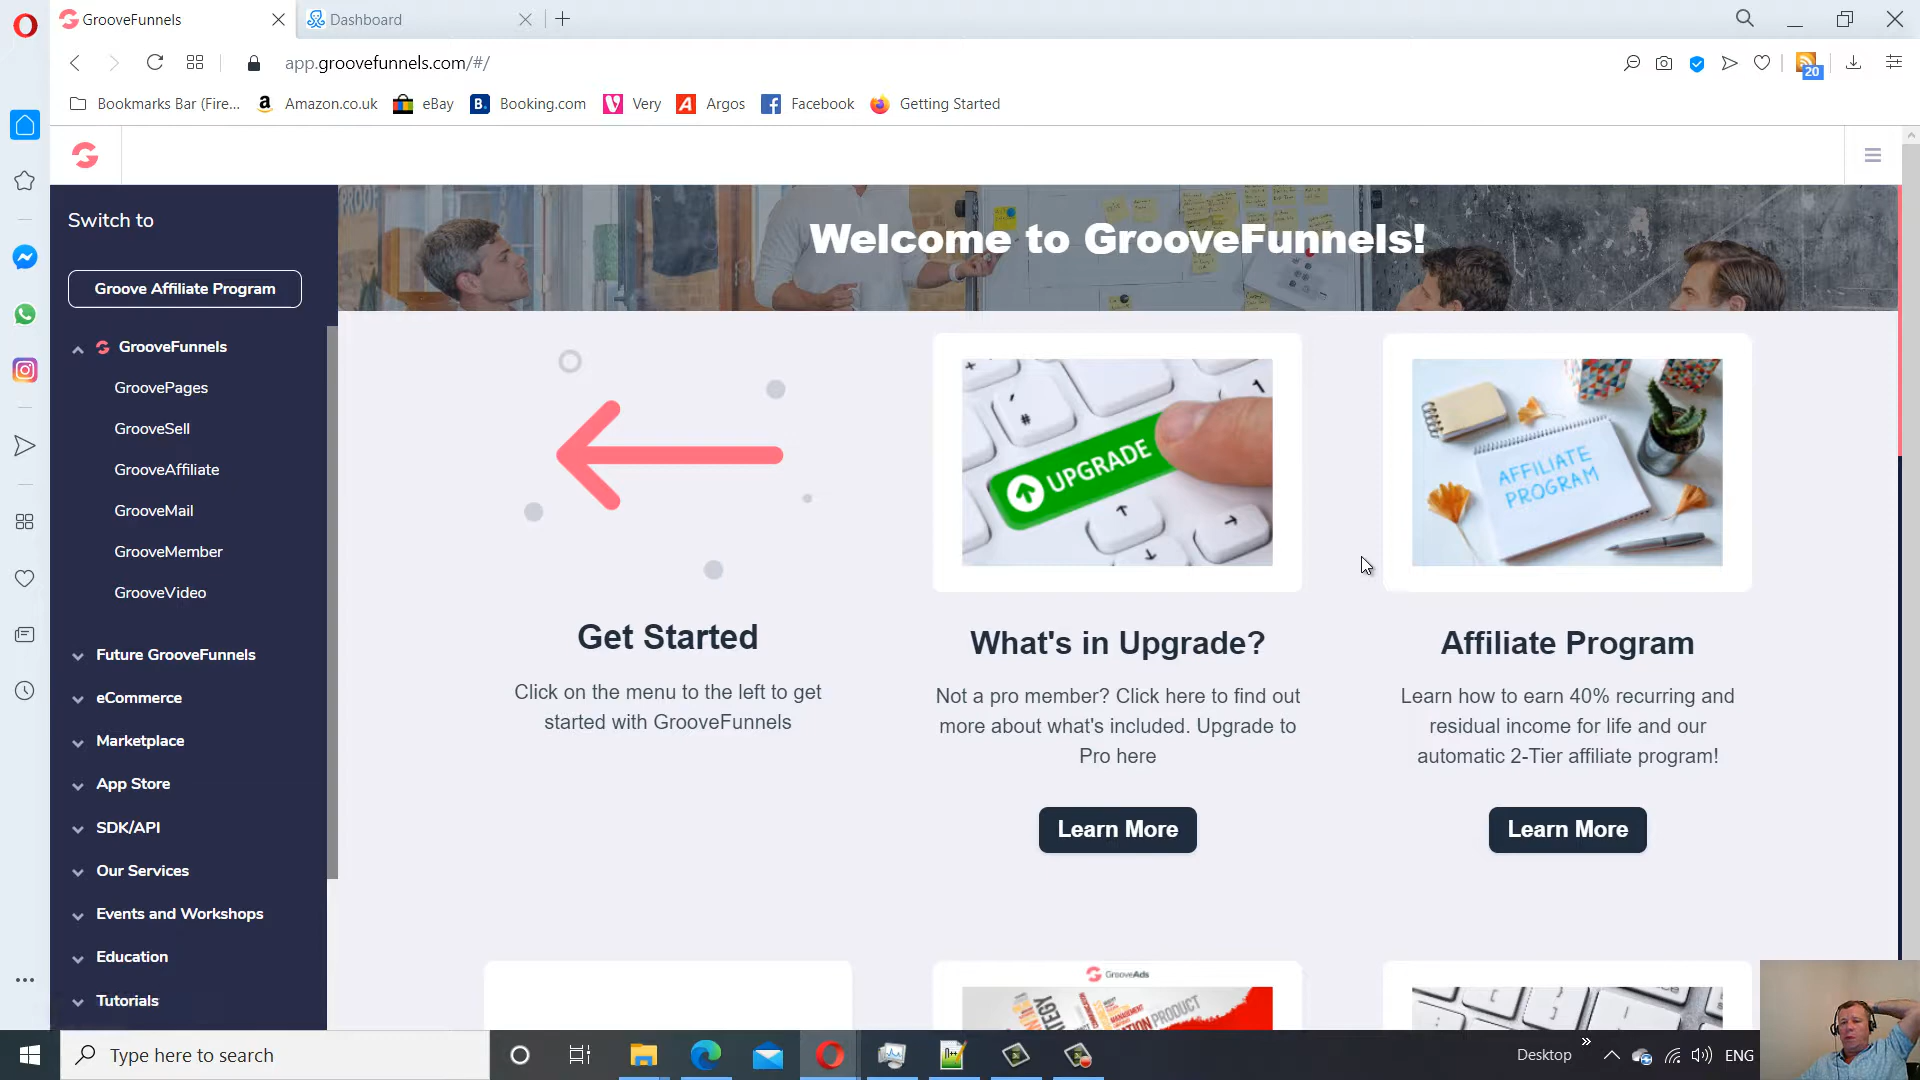 GrooveFunnels
Dashboard
app.groovefunnels.com/#/
20
Bookmarks Bar (Fire...
Amazon.co.uk
eBay
Booking.com
Very
Argos
Facebook
Getting Started
Switch to
Groove Affiliate Program
GrooveFunnels
GroovePages
GrooveSell
GrooveAffiliate
GrooveMail
GrooveMember
GrooveVideo
Future GrooveFunnels
eCommerce
Marketplace
App Store
SDK/API
Our Services
Events and Workshops
Education
Tutorials
PROOF
Welcome to GrooveFunnels!
Get Started
Click on the menu to the left to get
started with GrooveFunnels
UPGRADE
What's in Upgrade?
Not a pro member? Click here to find out
more about what's included. Upgrade to
Pro here
Learn More
AFFILIATE
PROGRAM
Affiliate Program
Learn how to earn 40% recurring and
residual income for life and our
automatic 2-Tier affiliate program!
Learn More
GrooveAds
PRODUCT
MANAGEMENT
Type here to search
Desktop
ENG